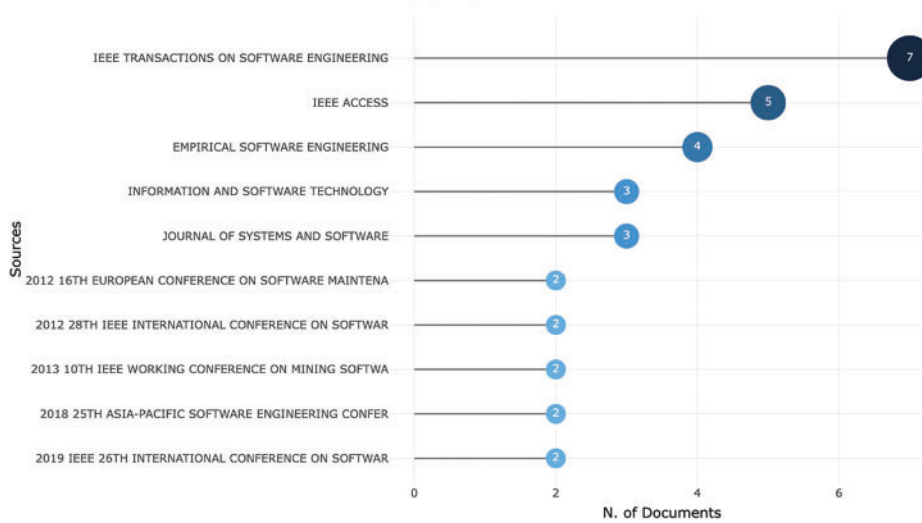 IEEE TRANSACTIONS ON SOFTWARE ENGINEERING 7
IEEE ACCESS 5
EMPIRICAL SOFTWARE ENGINEERING 4
INFORMATION AND SOFTWARE TECHNOLOGY 3
JOURNAL OF SYSTEMS AND SOFTWARE 3
Sources
2012 16TH EUROPEAN CONFERENCE ON SOFTWARE MAINTENA 2
2012 28TH IEEE INTERNATIONAL CONFERENCE ON SOFTWAR 2
2013 10TH IEEE WORKING CONFERENCE ON MINING SOFTWA 2
2018 25TH ASIA-PACIFIC SOFTWARE ENGINEERING CONFER 2
2019 IEEE 26TH INTERNATIONAL CONFERENCE ON SOFTWAR 2
0 2 4 6
N. of Documents